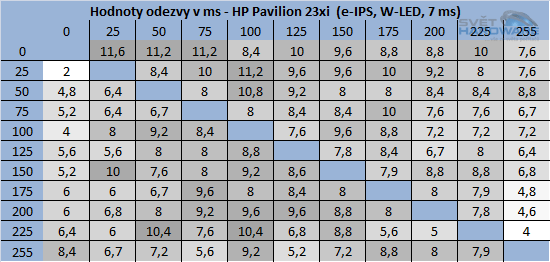 Hodnoty odezvy v ms - HP Pavilion 23xi (e-IPS, W-LED, 7 ms)
SVĚT HARDWARE
0 25 50 75 100 125 150 175 200 225 255
0 11,6 11,2 11,2 8,4 10 9,6 8,8 8,8 10 7,6
25 2 8,4 10 11,2 9,6 9,6 10 9,2 8 7,6
50 4,8 6,4 8 10,8 9,2 8 8 8,4 8,4 8,8
75 5,2 6,4 6,7 8 8,4 8,4 10 7,6 7,6 6,7
100 4 8 9,2 8,4 7,6 9,6 8,8 7,2 7,2 7,2
125 5,6 5,6 8 8 8,8 7,8 8,4 6,7 8 6,4
150 5,2 10 7,6 8 8,8 9,2 8 8,8 8,8 6,8
175 6 6 6,7 9,6 8 8,4 8 8 7,9 4,8
200 6 6,8 8 9,2 9,6 9,6 8,8 8 7,8 4,6
225 6,4 6 10,4 7,6 10,4 6,8 8,8 5,6 5 4
255 8,4 6,7 7,2 5,6 9,2 5,2 7,2 8,8 8 7,9